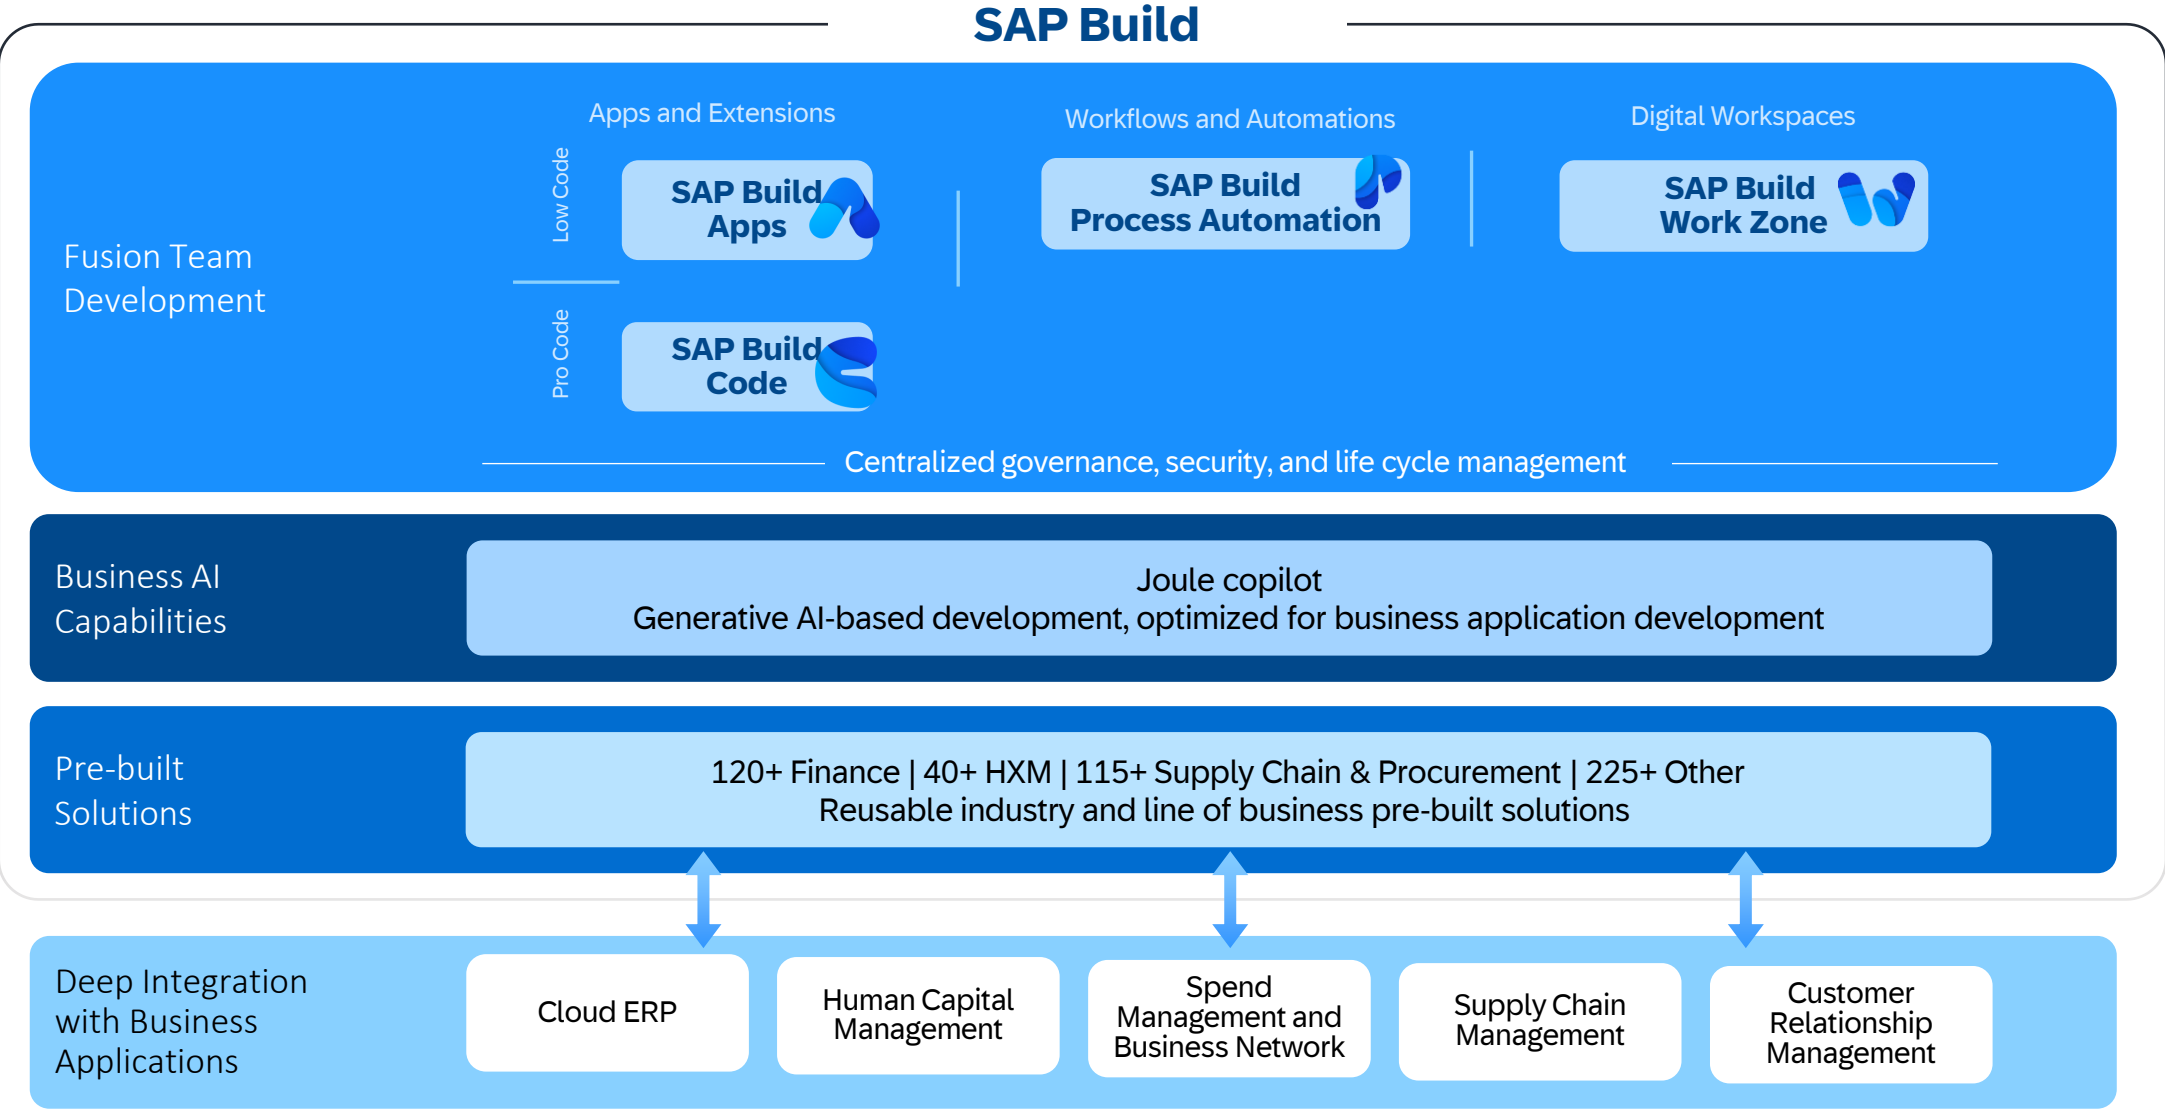 SAP Build
Apps and Extensions
Workflows and Automations
Digital Workspaces
Low Code
SAP Build
Apps
SAP Build
Process Automation
SAP Build
Work Zone
Fusion Team
Development
Pro Code
SAP Build
Code
Centralized governance, security, and life cycle management
Business AI
Capabilities
Joule copilot
Generative AI-based development, optimized for business application development
Pre-built
Solutions
120+ Finance | 40+ HXM | 115+ Supply Chain & Procurement | 225+ Other
Reusable industry and line of business pre-built solutions
Deep Integration
with Business
Applications
Cloud ERP
Human Capital
Management
Spend
Management and
Business Network
Supply Chain
Management
Customer
Relationship
Management